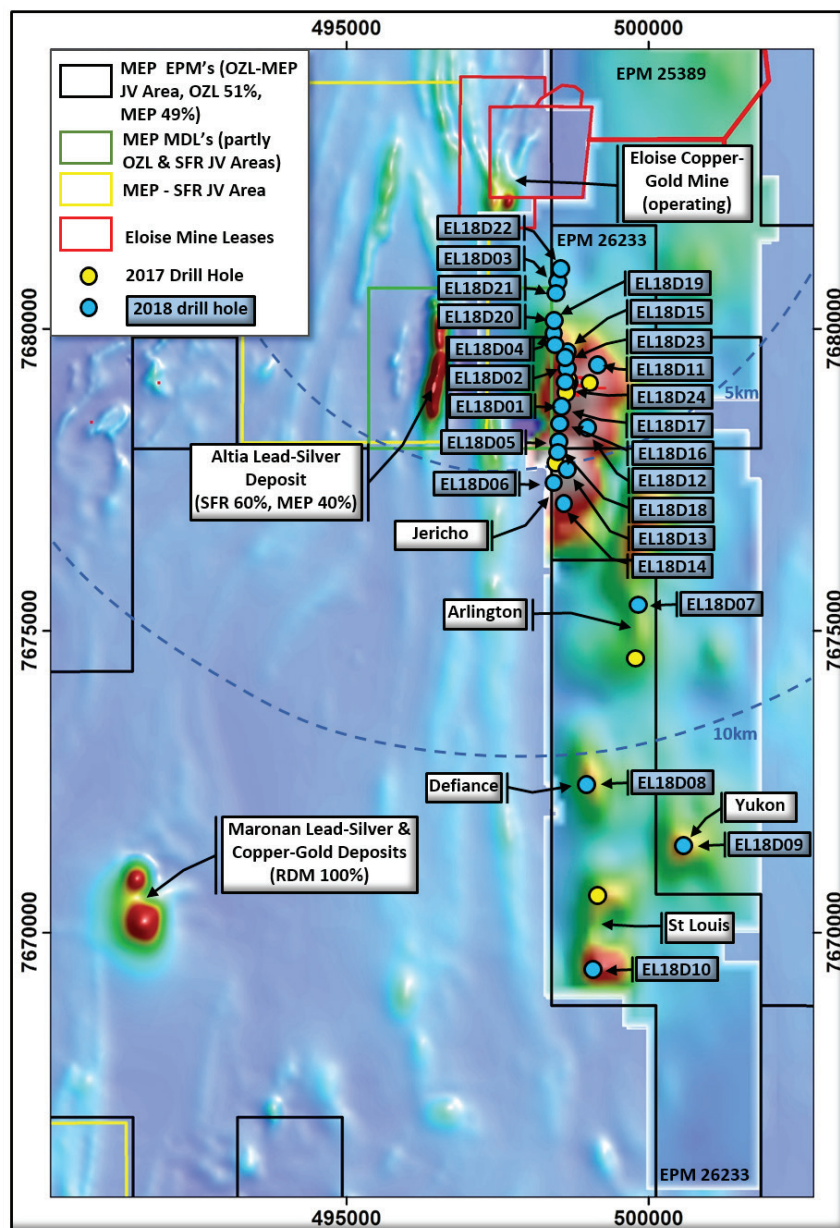 495000
500000
MEP EPM's (OZL-MEP
JV Area, OZL 51%,
MEP 49%)
MEP MDL's (partly
OZL & SFR JV Areas)
MEP - SFR JV Area
Eloise Mine Leases
2017 Drill Hole
2018 drill hole
EPM 25389
Eloise Copper-
Gold Mine
(operating)
EPM 26233
EL18D22
EL18D03
EL18D21
EL18D20
EL18D04
EL18D02
EL18D01
EL18D05
EL18D06
EL18D19
EL18D15
EL18D23
EL18D11
EL18D24
EL18D17
EL18D16
EL18D12
EL18D18
EL18D13
EL18D14
5km
7680000
7680000
Altia Lead-Silver
Deposit
(SFR 60%, MEP 40%)
Jericho
Arlington
EL18D07
7675000
7675000
10km
Defiance
EL18D08
Yukon
EL18D09
Maronan Lead-Silver &
Copper-Gold Deposits
(RDM 100%)
St Louis
EL18D10
7670000
7670000
EPM 26233
495000
500000